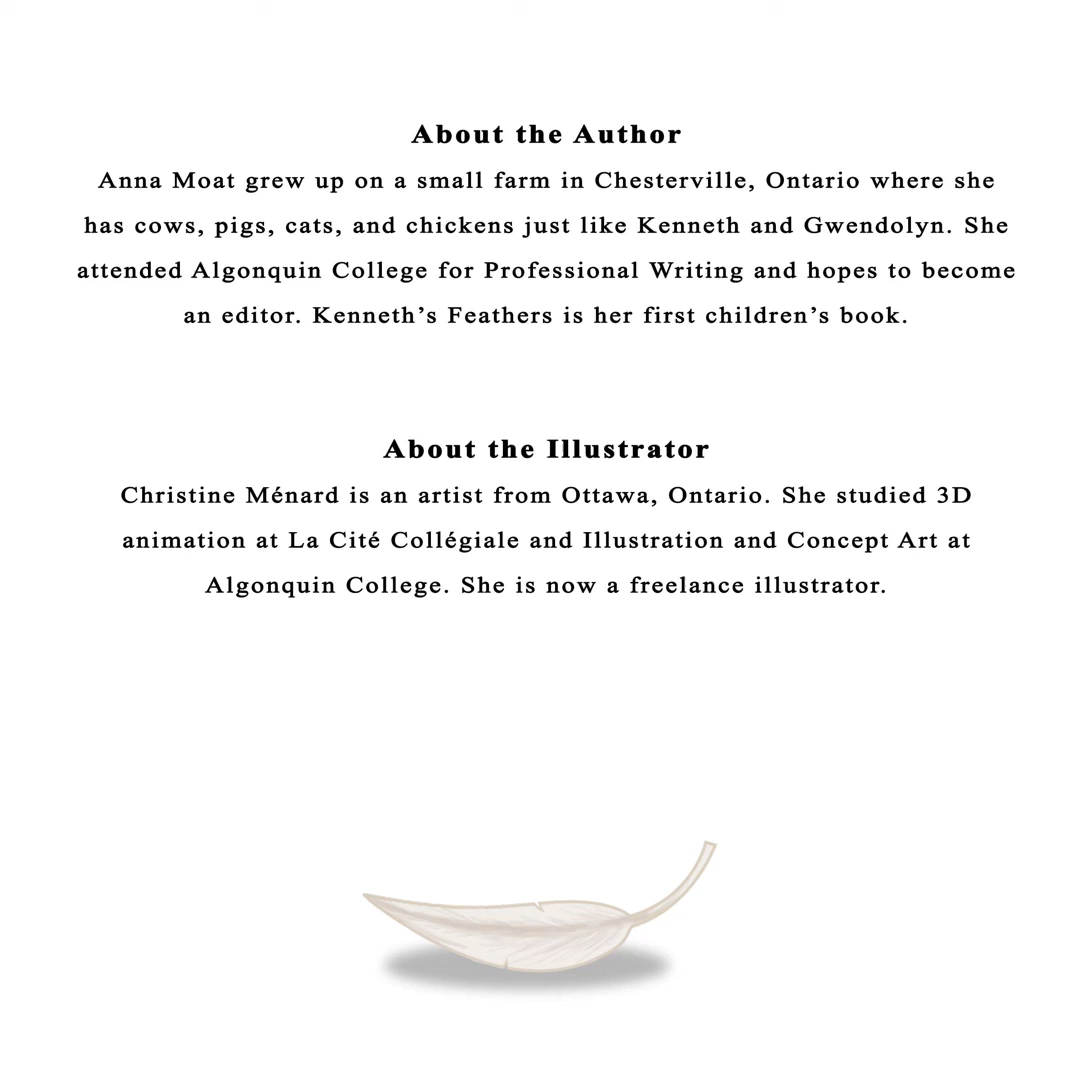 About the Author
Anna Moat grew up on a small farm in Chesterville, Ontario where she
has cows, pigs, cats, and chickens just like Kenneth and Gwendolyn. She
attended Algonquin College for Professional Writing and hopes to become
an editor. Kenneth’s Feathers is her first children’s book.
About the Illustrator
Christine Ménard is an artist from Ottawa, Ontario. She studied 3D
animation at La Cité Collégiale and Illustration and Concept Art at
Algonquin College. She is now a freelance illustrator.